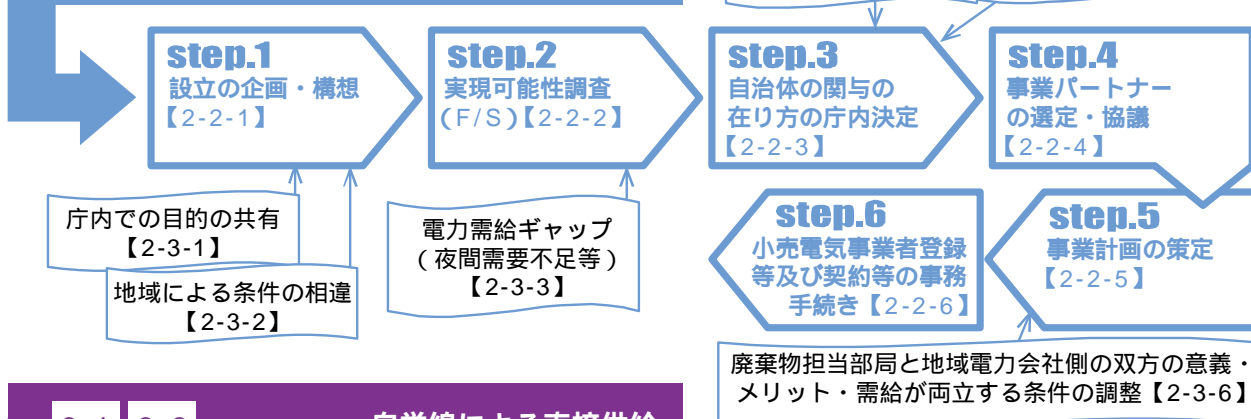 step.1
設立の企画・構想
【2-2-1】
step.2
実現可能性調査
(F/S)【2-2-2】
step.3
自治体の関与の
在り方の庁内決定
【2-2-3】
step.4
事業パートナー
の選定・協議
【2-2-4】
庁内での目的の共有
【2-3-1】
地域による条件の相違
【2-3-2】
電力需給ギャップ
(夜間需要不足等)
【2-3-3】
step.6
小売電気事業者登録
等及び契約等の事務
手続き【2-2-6】
step.5
事業計画の策定
【2-2-5】
廃棄物担当部局と地域電力会社側の双方の意義・
メリット・需給が両立する条件の調整【2-3-6】